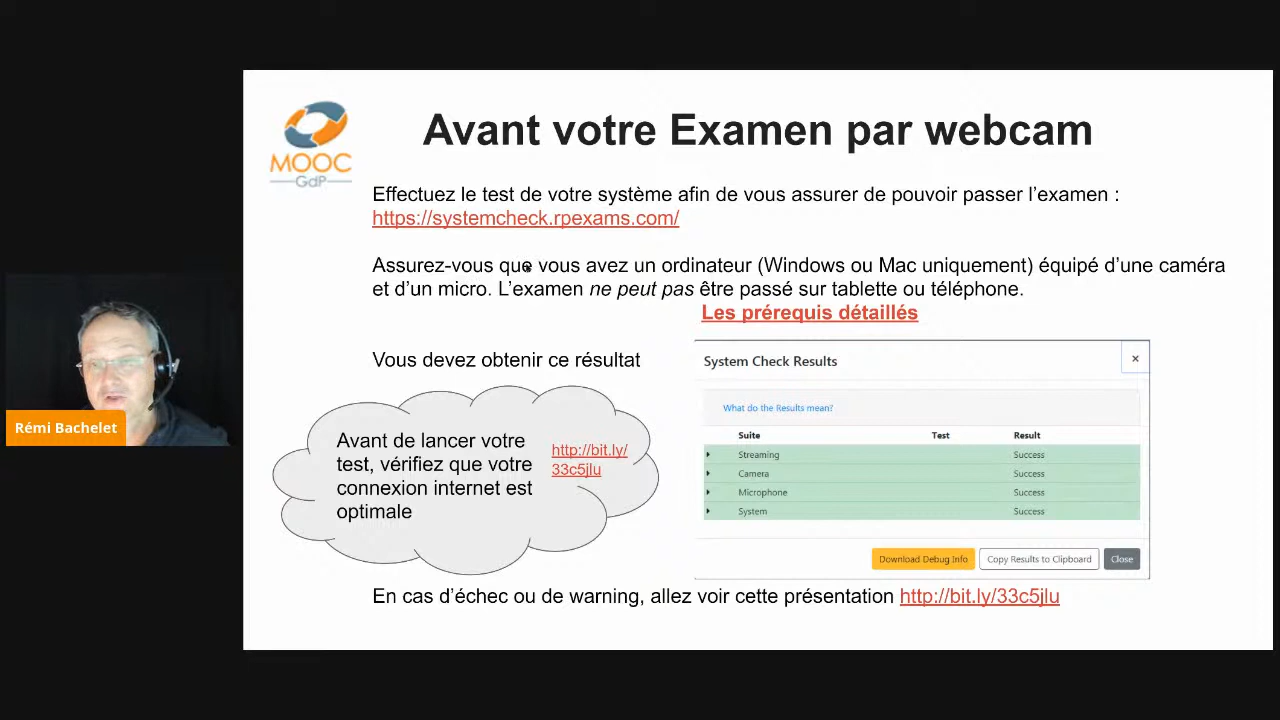 MOOC
GdP
Avant votre Examen par webcam
Effectuez le test de votre système afin de vous assurer de pouvoir passer l'examen :
https://systemcheck.rpexams.com/
Assurez-vous que vous avez un ordinateur (Windows ou Mac uniquement) équipé d'une caméra
et d'un micro. L'examen ne peut pas être passé sur tablette ou téléphone.
Les prérequis détaillés
Vous devez obtenir ce résultat
Avant de lancer votre
test, vérifiez que votre
connexion internet est
optimale
http://bit.ly/
33c5jlu
System Check Results
×
What do the Results mean?
Suite Test Result
Streaming Success
Camera Success
Microphone Success
System Success
Download Debug Info Copy Results to Clipboard Close
En cas d'échec ou de warning, allez voir cette présentation http://bit.ly/33c5jlu
Rémi Bachelet